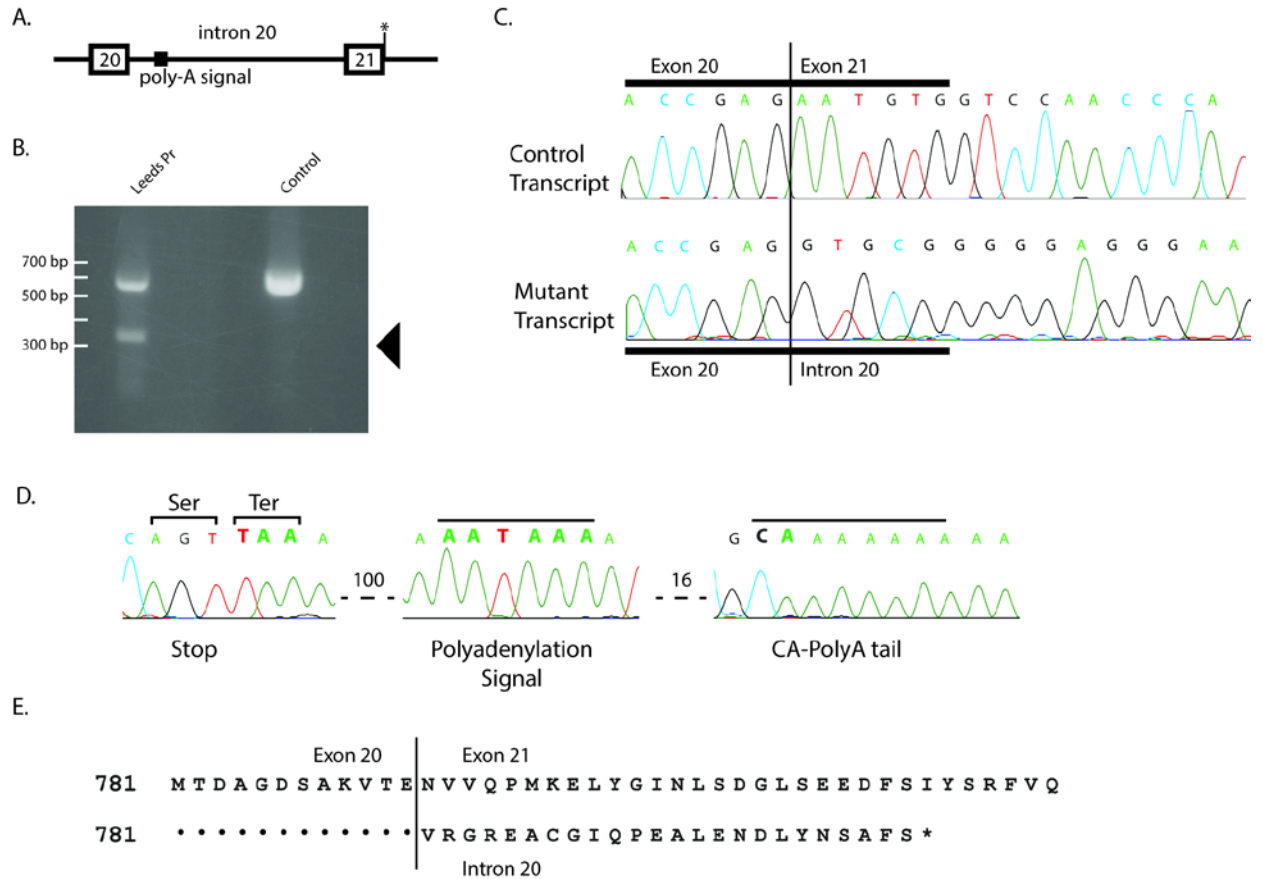 A.
intron 20
*
20
21
poly-A signal
B.
Leeds Pr
Control
700 bp
500 bp
300 bp
C.
Exon 20 Exon 21
A C C G A G A A T G T G G T C C A A C C C A
Control
Transcript
A C C G A G G T G C G G G G G A G G G A A
Mutant
Transcript
Exon 20 Intron 20
D.
Ser Ter
C A G T T A A A
100
A A A T A A A A
16
G C A A A A A A A A A
Stop
Polyadenylation
Signal
CA-PolyA tail
E.
Exon 20 Exon 21
781 M T D A G D S A K V T E N V V Q P M K E L Y G I N L S D G L S E E D F S I Y S R F V Q
781 • • • • • • • • • • • • V R G R E A C G I Q P E A L E N D L Y N S A F S *
Intron 20